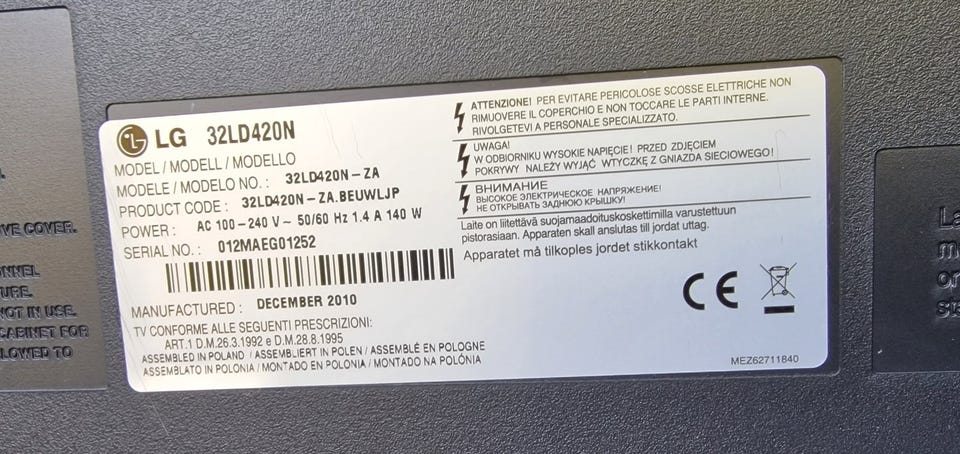 VE COVER.
NNEL
URE.
NOT IN USE.
CABINET FOR
LOWED TO
LG 32LD420N
MODEL / MODELL / MODELLO
MODELE / MODELO NO. : 32LD420N-ZA
PRODUCT CODE : 32LD420N-ZA.BEUWLJP
POWER : AC 100-240 V ~ 50/60 Hz 1.4 A 140 W
SERIAL NO. : 012MAEG01252
MANUFACTURED : DECEMBER 2010
TV CONFORME ALLE SEGUENTI PRESCRIZIONI:
ART.1 D.M.26.3.1992 e D.M.28.8.1995
ASSEMBLED IN POLAND / ASSEMBLIERT IN POLEN / ASSEMBLÉ EN POLOGNE
ASSEMBLATO IN POLONIA / MONTADO EN POLONIA / MONTADO NA POLÓNIA
ATTENZIONE! PER EVITARE PERICOLOSE SCOSSE ELETTRICHE NON
RIMUOVERE IL COPERCHIO E NON TOCCARE LE PARTI INTERNE.
RIVOLGETEVI A PERSONALE SPECIALIZZATO.
UWAGA!
W ODBIORNIKU WYSOKIE NAPIĘCIE! PRZED ZDJĘCIEM
POKRYWY NALEŻY WYJĄĆ WTYCZKĘ Z GNIAZDA SIECIOWEGO!
ВНИМАНИЕ
ВЫСОКОЕ ЭЛЕКТРИЧЕСКОЕ НАПРЯЖЕНИЕ!
НЕ ОТКРЫВАТЬ ЗАДНЮЮ КРЫШКУ!
Laite on liitettävä suojamaadoituskoskettimilla varustettuun
pistorasiaan. Apparaten skall anslutas till jordat uttag.
Apparatet må tilkoples jordet stikkontakt
CE
MEZ62711840
La
on